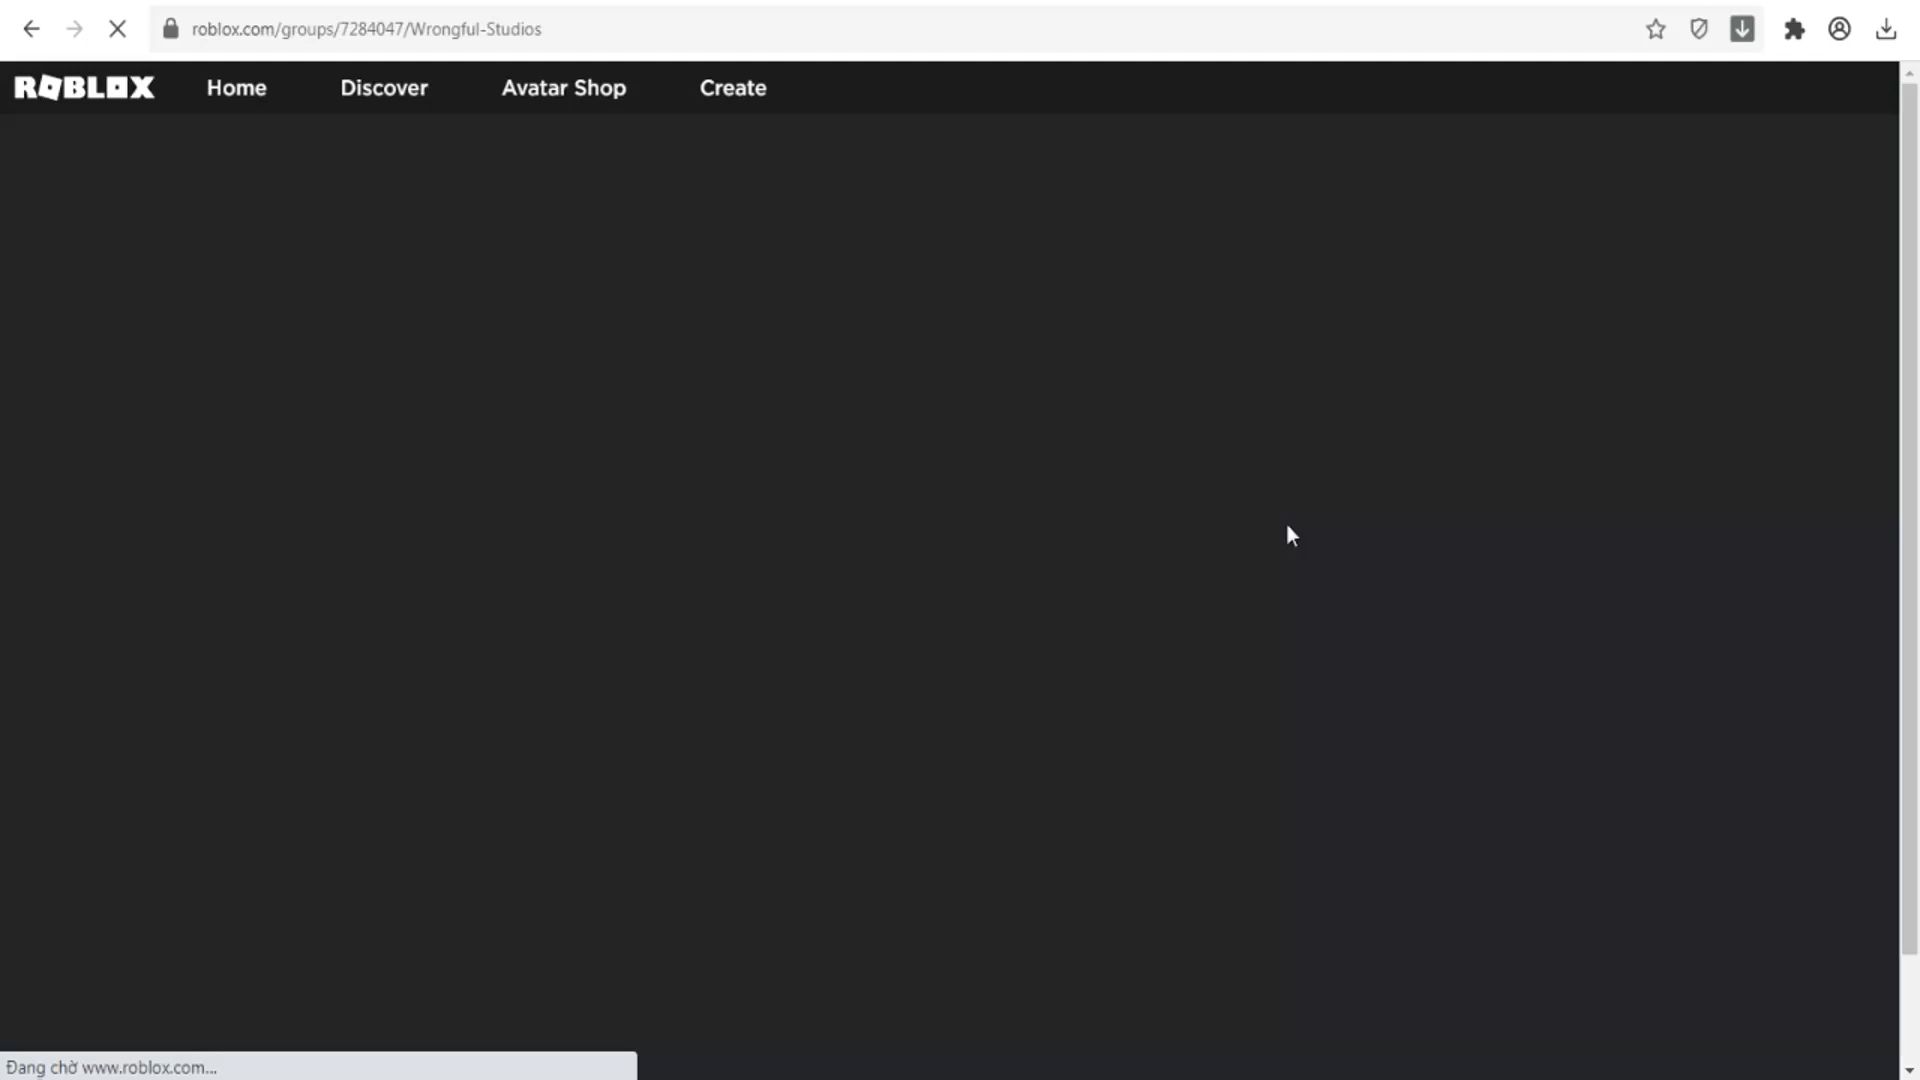 roblox.com/groups/7284047/Wrongful-Studios
ROBLOX Home Discover Avatar Shop Create
Đang chờ www.roblox.com...